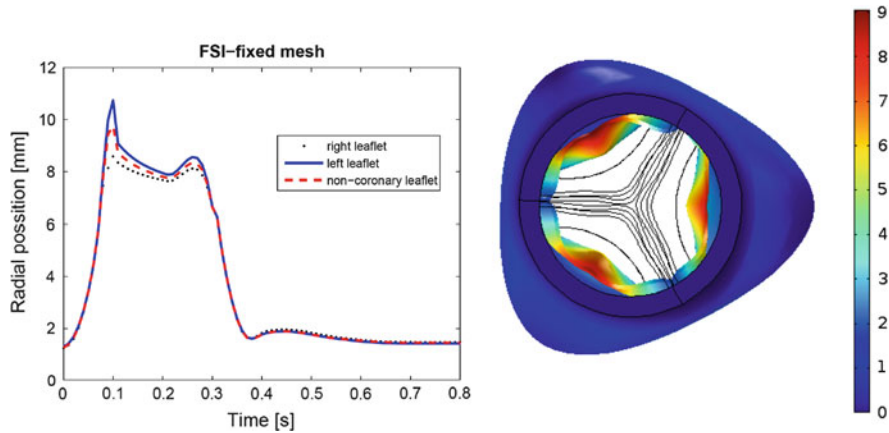 FSI-fixed mesh
12
10
8
6
4
2
0
Radial possition [mm]
right leaflet
left leaflet
non-coronary leaflet
0 0.1 0.2 0.3 0.4 0.5 0.6 0.7 0.8
Time [s]
9
8
7
6
5
4
3
2
1
0